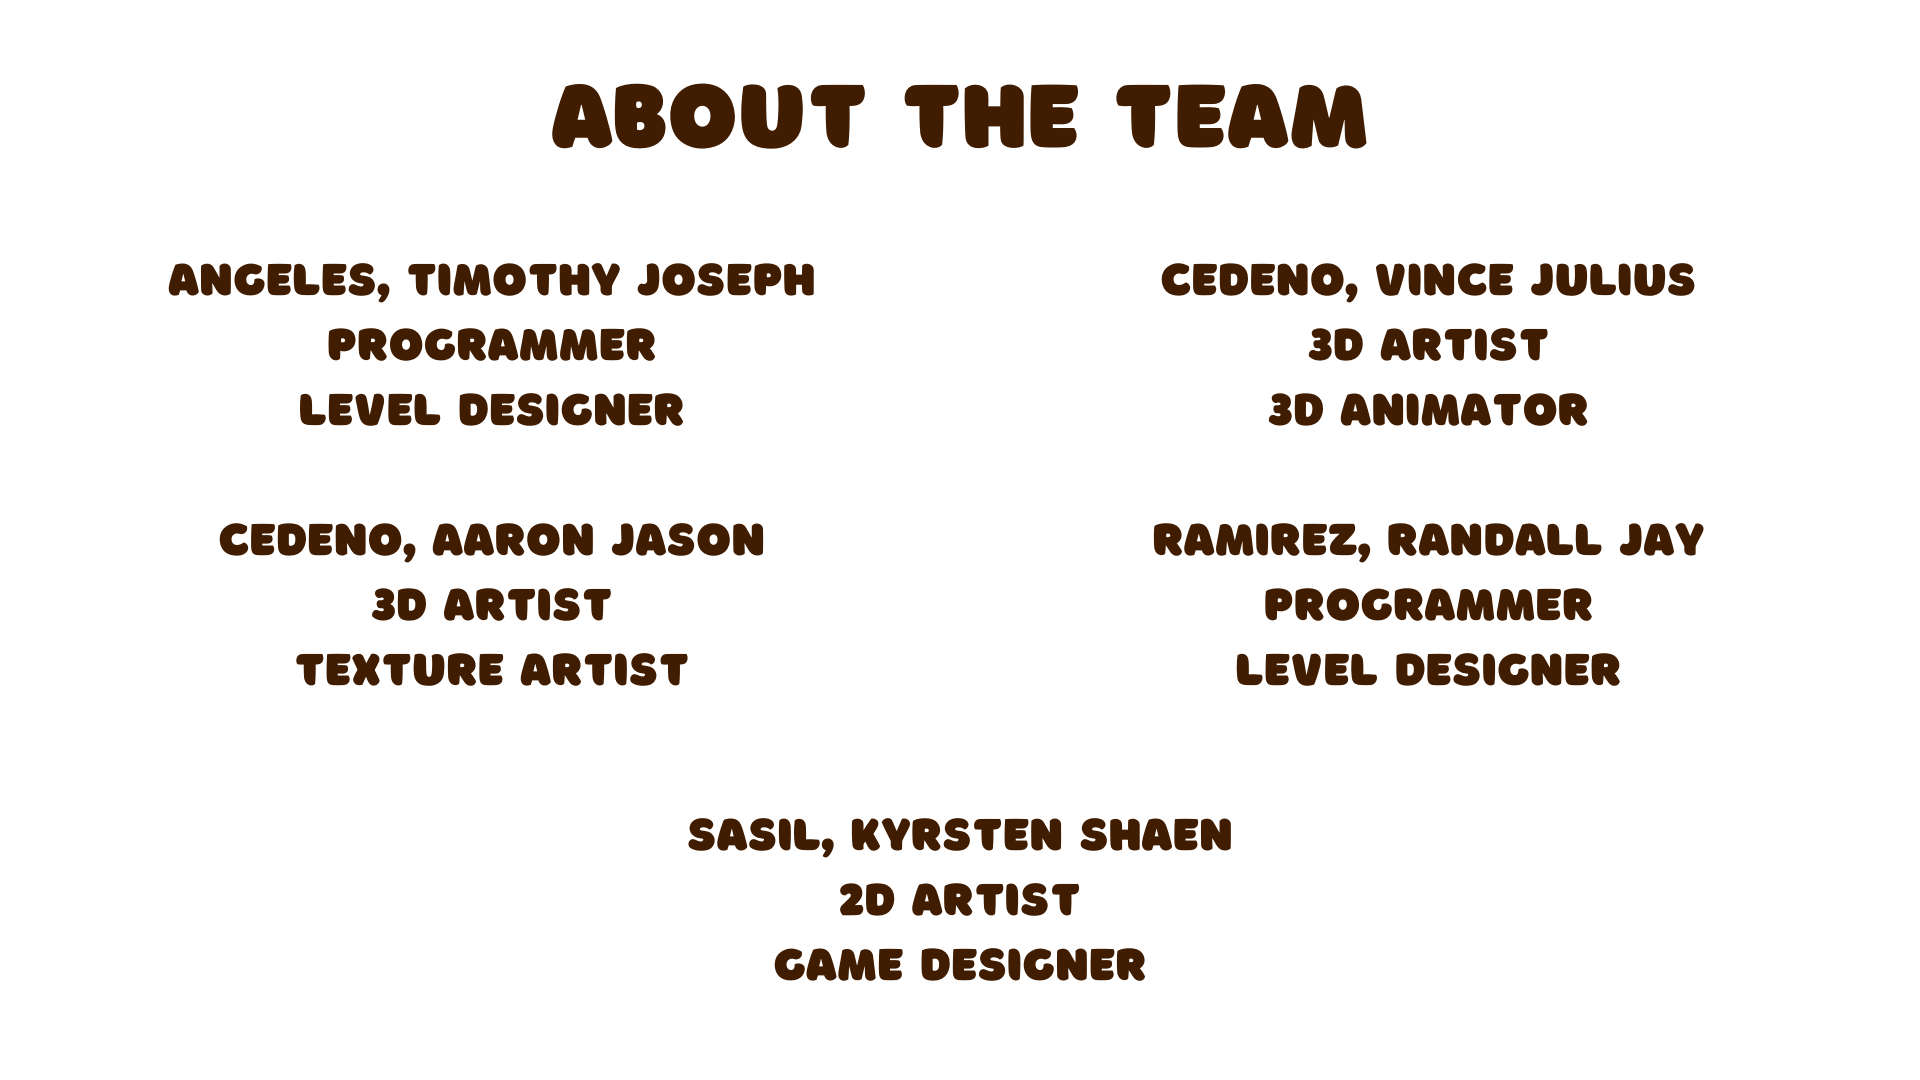 ABOUT THE TEAM
ANGELES, TIMOTHY JOSEPH
PROGRAMMER
LEVEL DESIGNER
CEDENO, VINCE JULIUS
3D ARTIST
3D ANIMATOR
CEDENO, AARON JASON
3D ARTIST
TEXTURE ARTIST
RAMIREZ, RANDALL JAY
PROGRAMMER
LEVEL DESIGNER
SASIL, KYRSTEN SHAEN
2D ARTIST
GAME DESIGNER